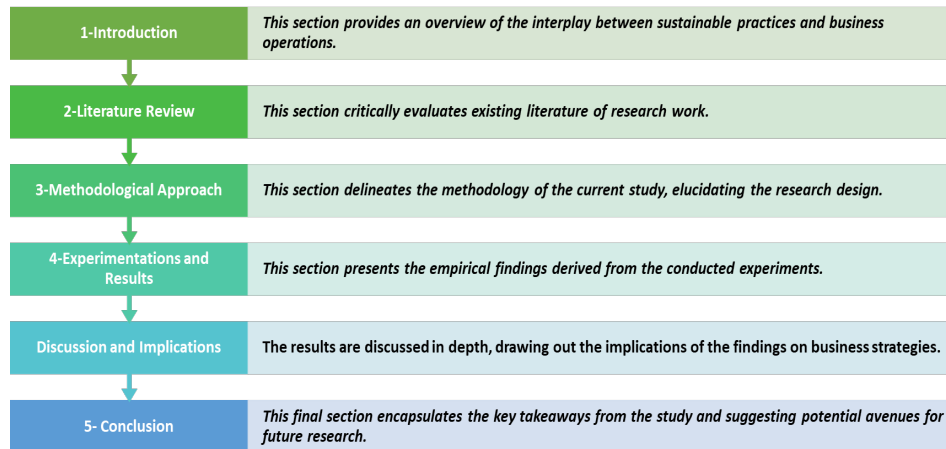 1-Introduction
This section provides an overview of the interplay between sustainable practices and business
operations.
2-Literature Review
This section critically evaluates existing literature of research work.
3-Methodological Approach
This section delineates the methodology of the current study, elucidating the research design.
4-Experimentations and
Results
This section presents the empirical findings derived from the conducted experiments.
Discussion and Implications
The results are discussed in depth, drawing out the implications of the findings on business strategies.
5- Conclusion
This final section encapsulates the key takeaways from the study and suggesting potential avenues for
future research.